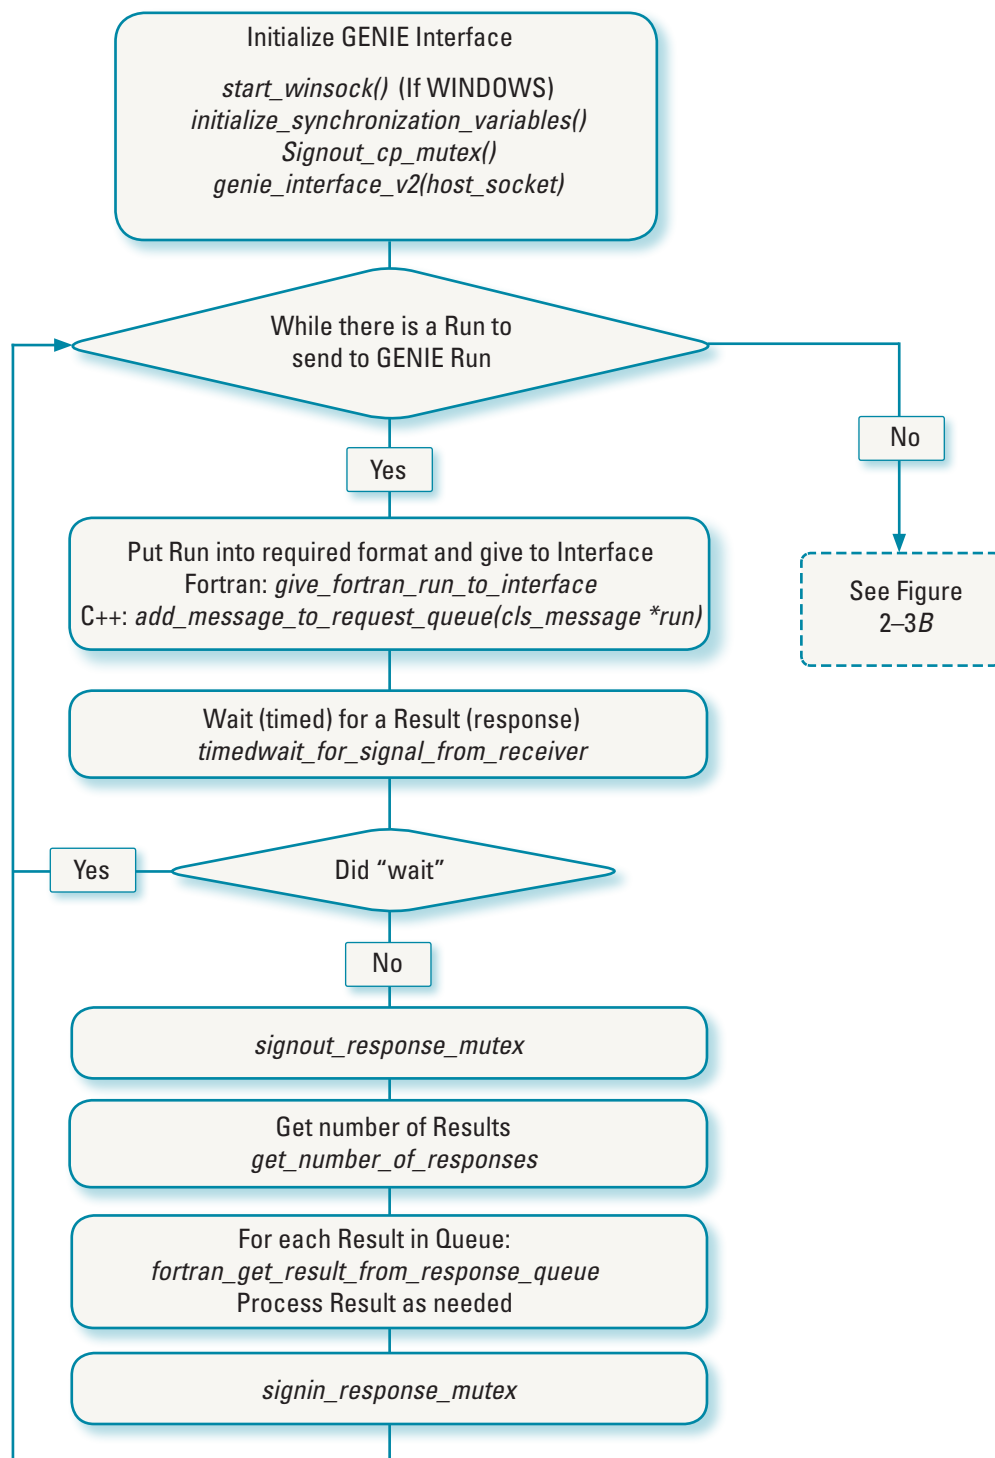 Initialize GENIE Interface
start_winsock() (If WINDOWS)
initialize_synchronization_variables()
Signout_cp_mutex()
genie_interface_v2(host_socket)
While there is a Run to
send to GENIE Run
No
Yes
Put Run into required format and give to Interface
Fortran: give_fortran_run_to_interface
C++: add_message_to_request_queue(cls_message *run)
See Figure
2–3B
Wait (timed) for a Result (response)
timedwait_for_signal_from_receiver
Yes
Did “wait”
No
signout_response_mutex
Get number of Results
get_number_of_responses
For each Result in Queue:
fortran_get_result_from_response_queue
Process Result as needed
signin_response_mutex